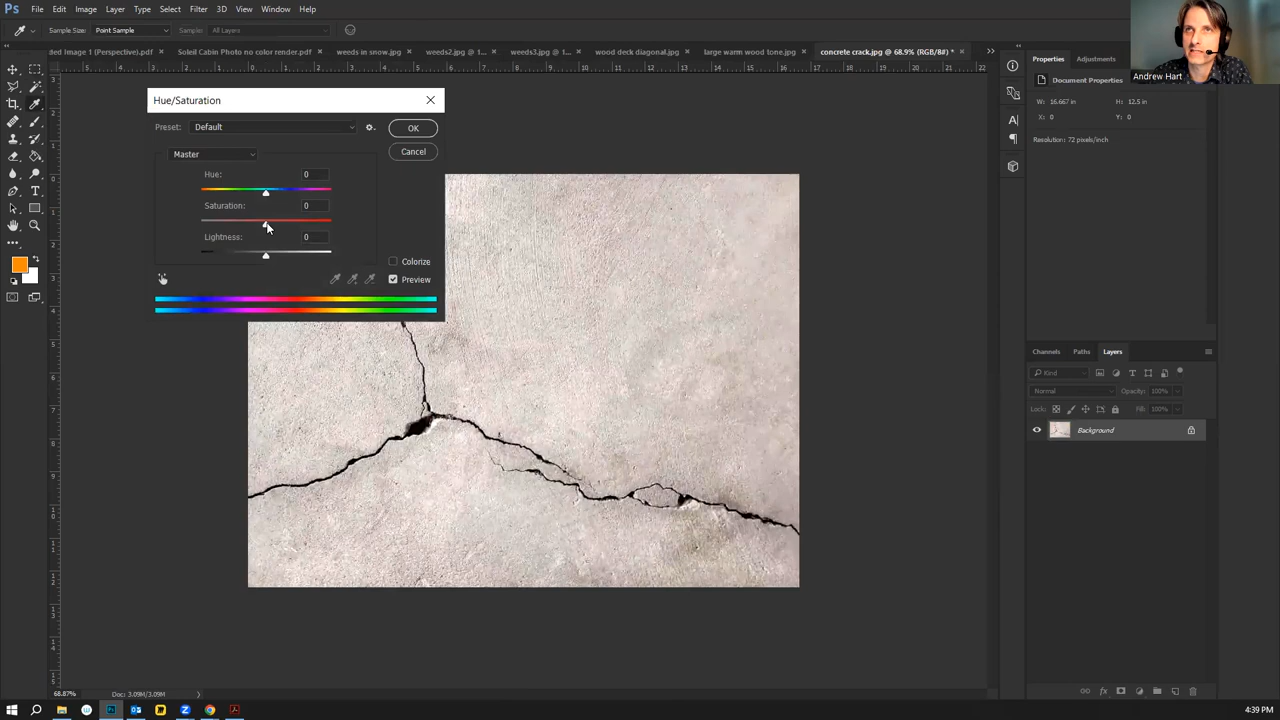 Ps File Edit Image Layer Type Select Filter 3D View Window Help
Sample Size: Point Sample Sample: All Layers
ded Image 1 (Perspective).pdf × Soleil Cabin Photo no color render.pdf × weeds in snow.jpg × weeds2.jpg @ 1... × weeds3.jpg @ 1... × wood deck diagonal.jpg × large warm wood tone.jpg × concrete crack.jpg @ 68.9% (RGB/8#) * ×
Andrew Hart
Properties Adjustments
Document Properties
W: 16.667 in H: 12.5 in
X: 0 Y: 0
Resolution: 72 pixels/inch
Hue/Saturation
Preset: Default
OK
Cancel
Master
Hue: 0
Saturation: 0
Lightness: 0
Colorize
Preview
Channels Paths Layers
Kind
Normal Opacity: 100%
Lock: Fill: 100%
Background
68.87% Doc: 3.09M/3.09M
4:39 PM